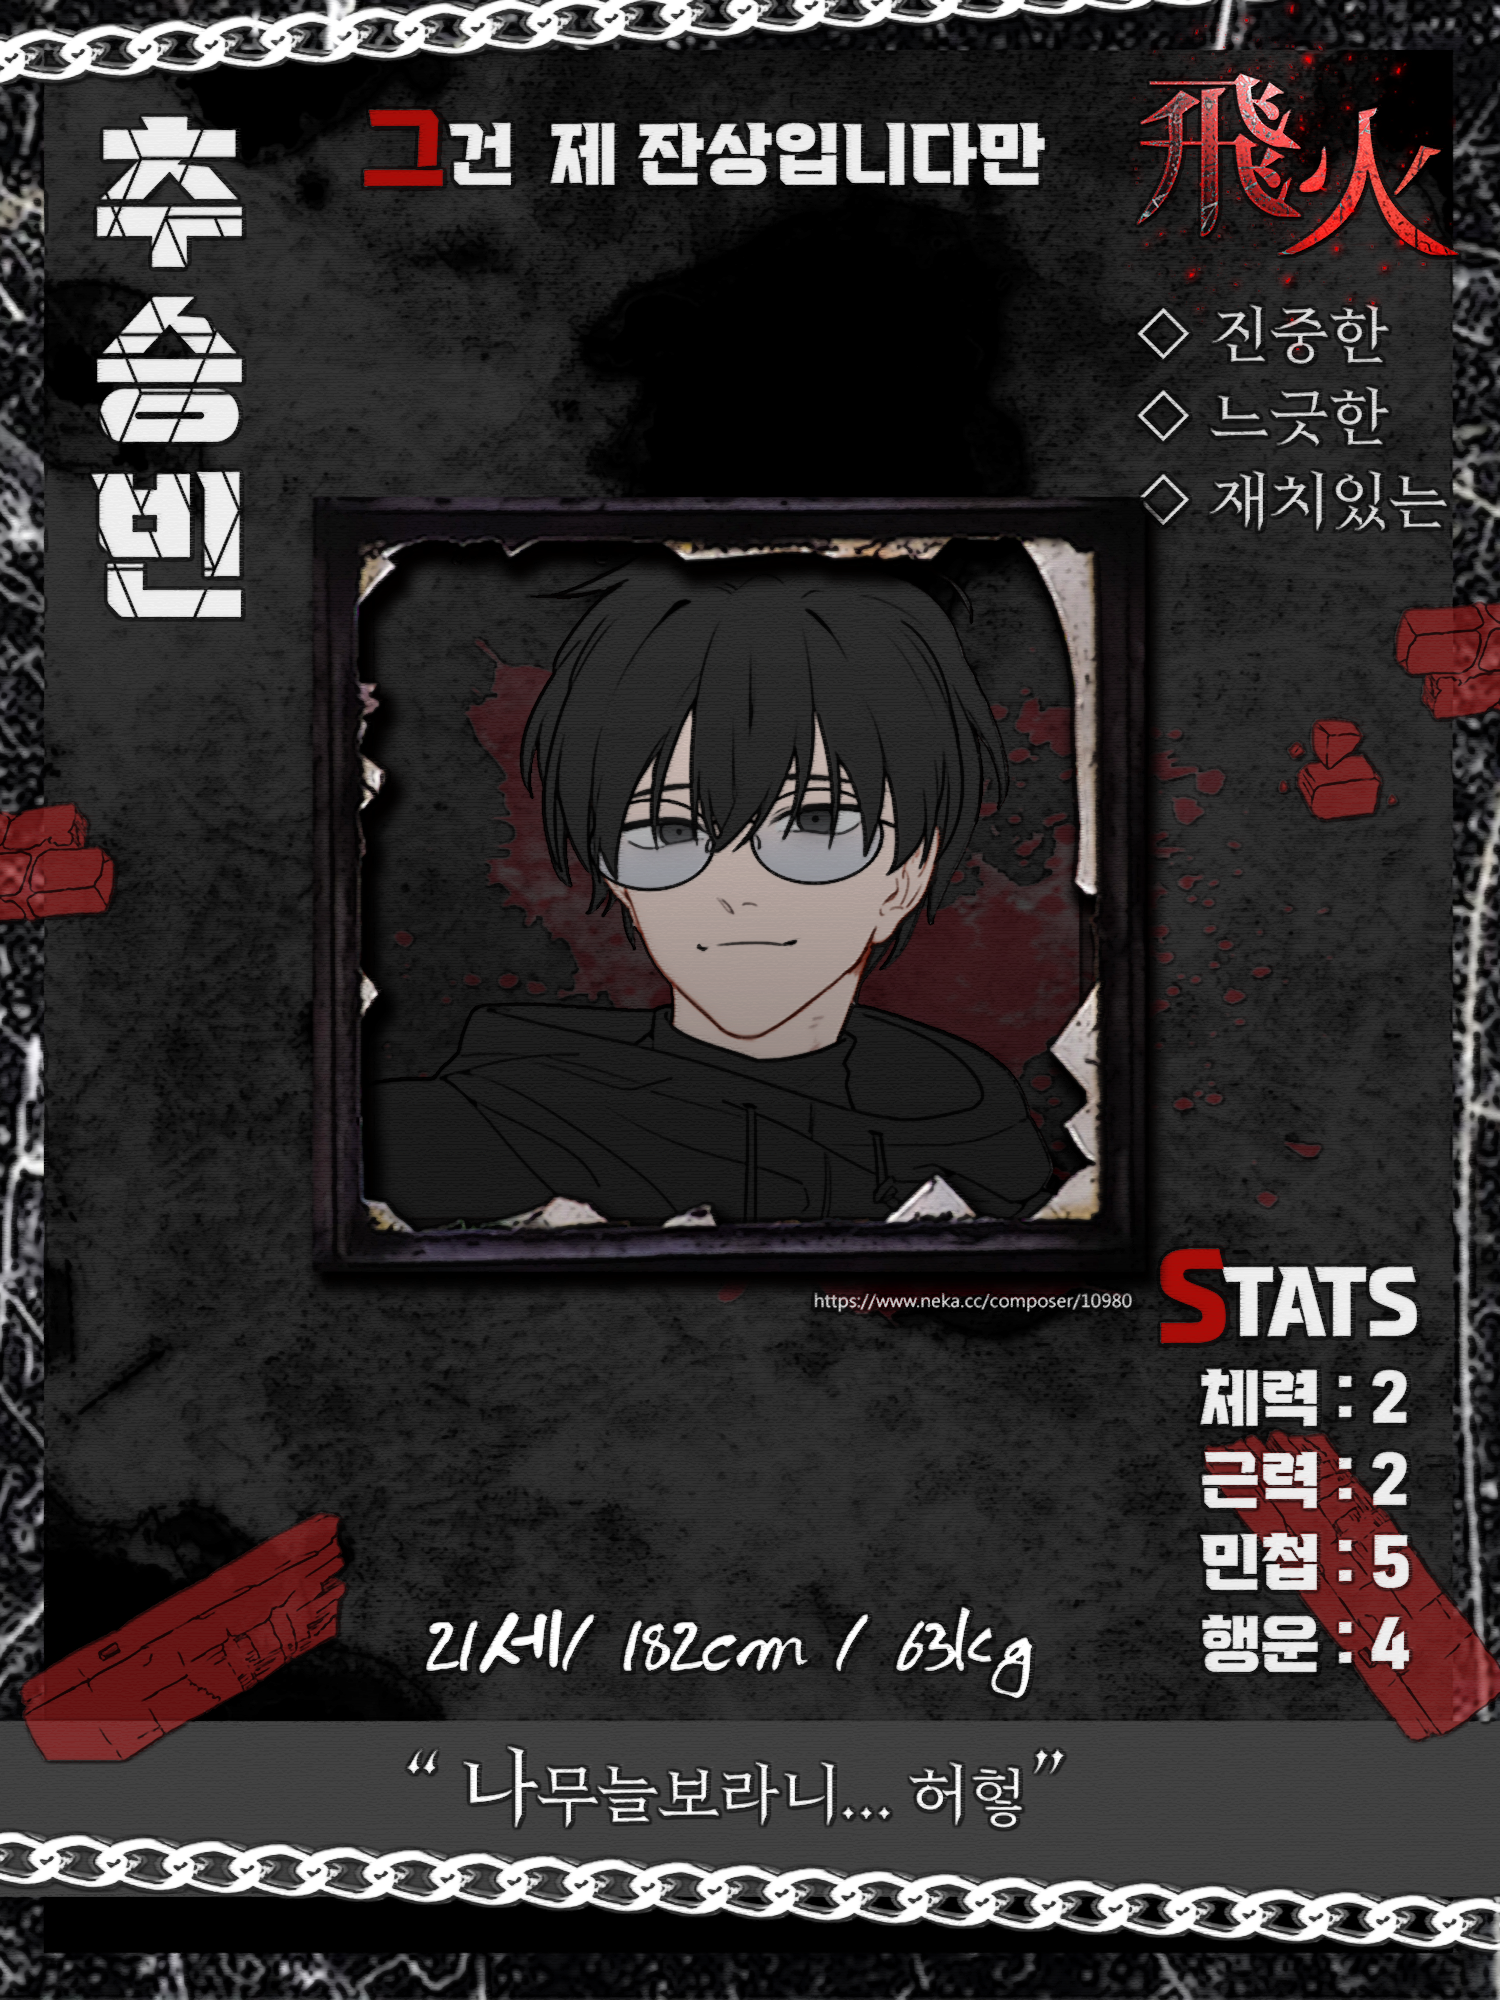 추승빈
그건 제 잔상입니다만
飛火
◇ 진중한
◇ 느긋한
◇ 재치있는
https://www.neka.cc/composer/10980
STATS
체력 : 2
근력 : 2
민첩 : 5
행운 : 4
21세/ 182cm / 63kg
“ 나무늘보라니... 허헣”